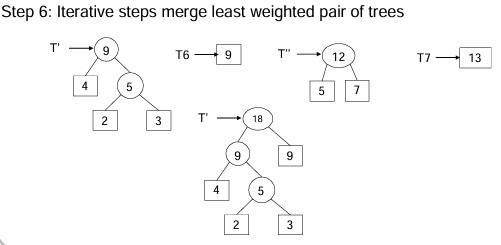 Step 6: Iterative steps merge least weighted pair of trees
T' 9 T6 9 T'' 12 T7 13
4 5 5 7
2 3
T' 18
9 9
4 5
2 3